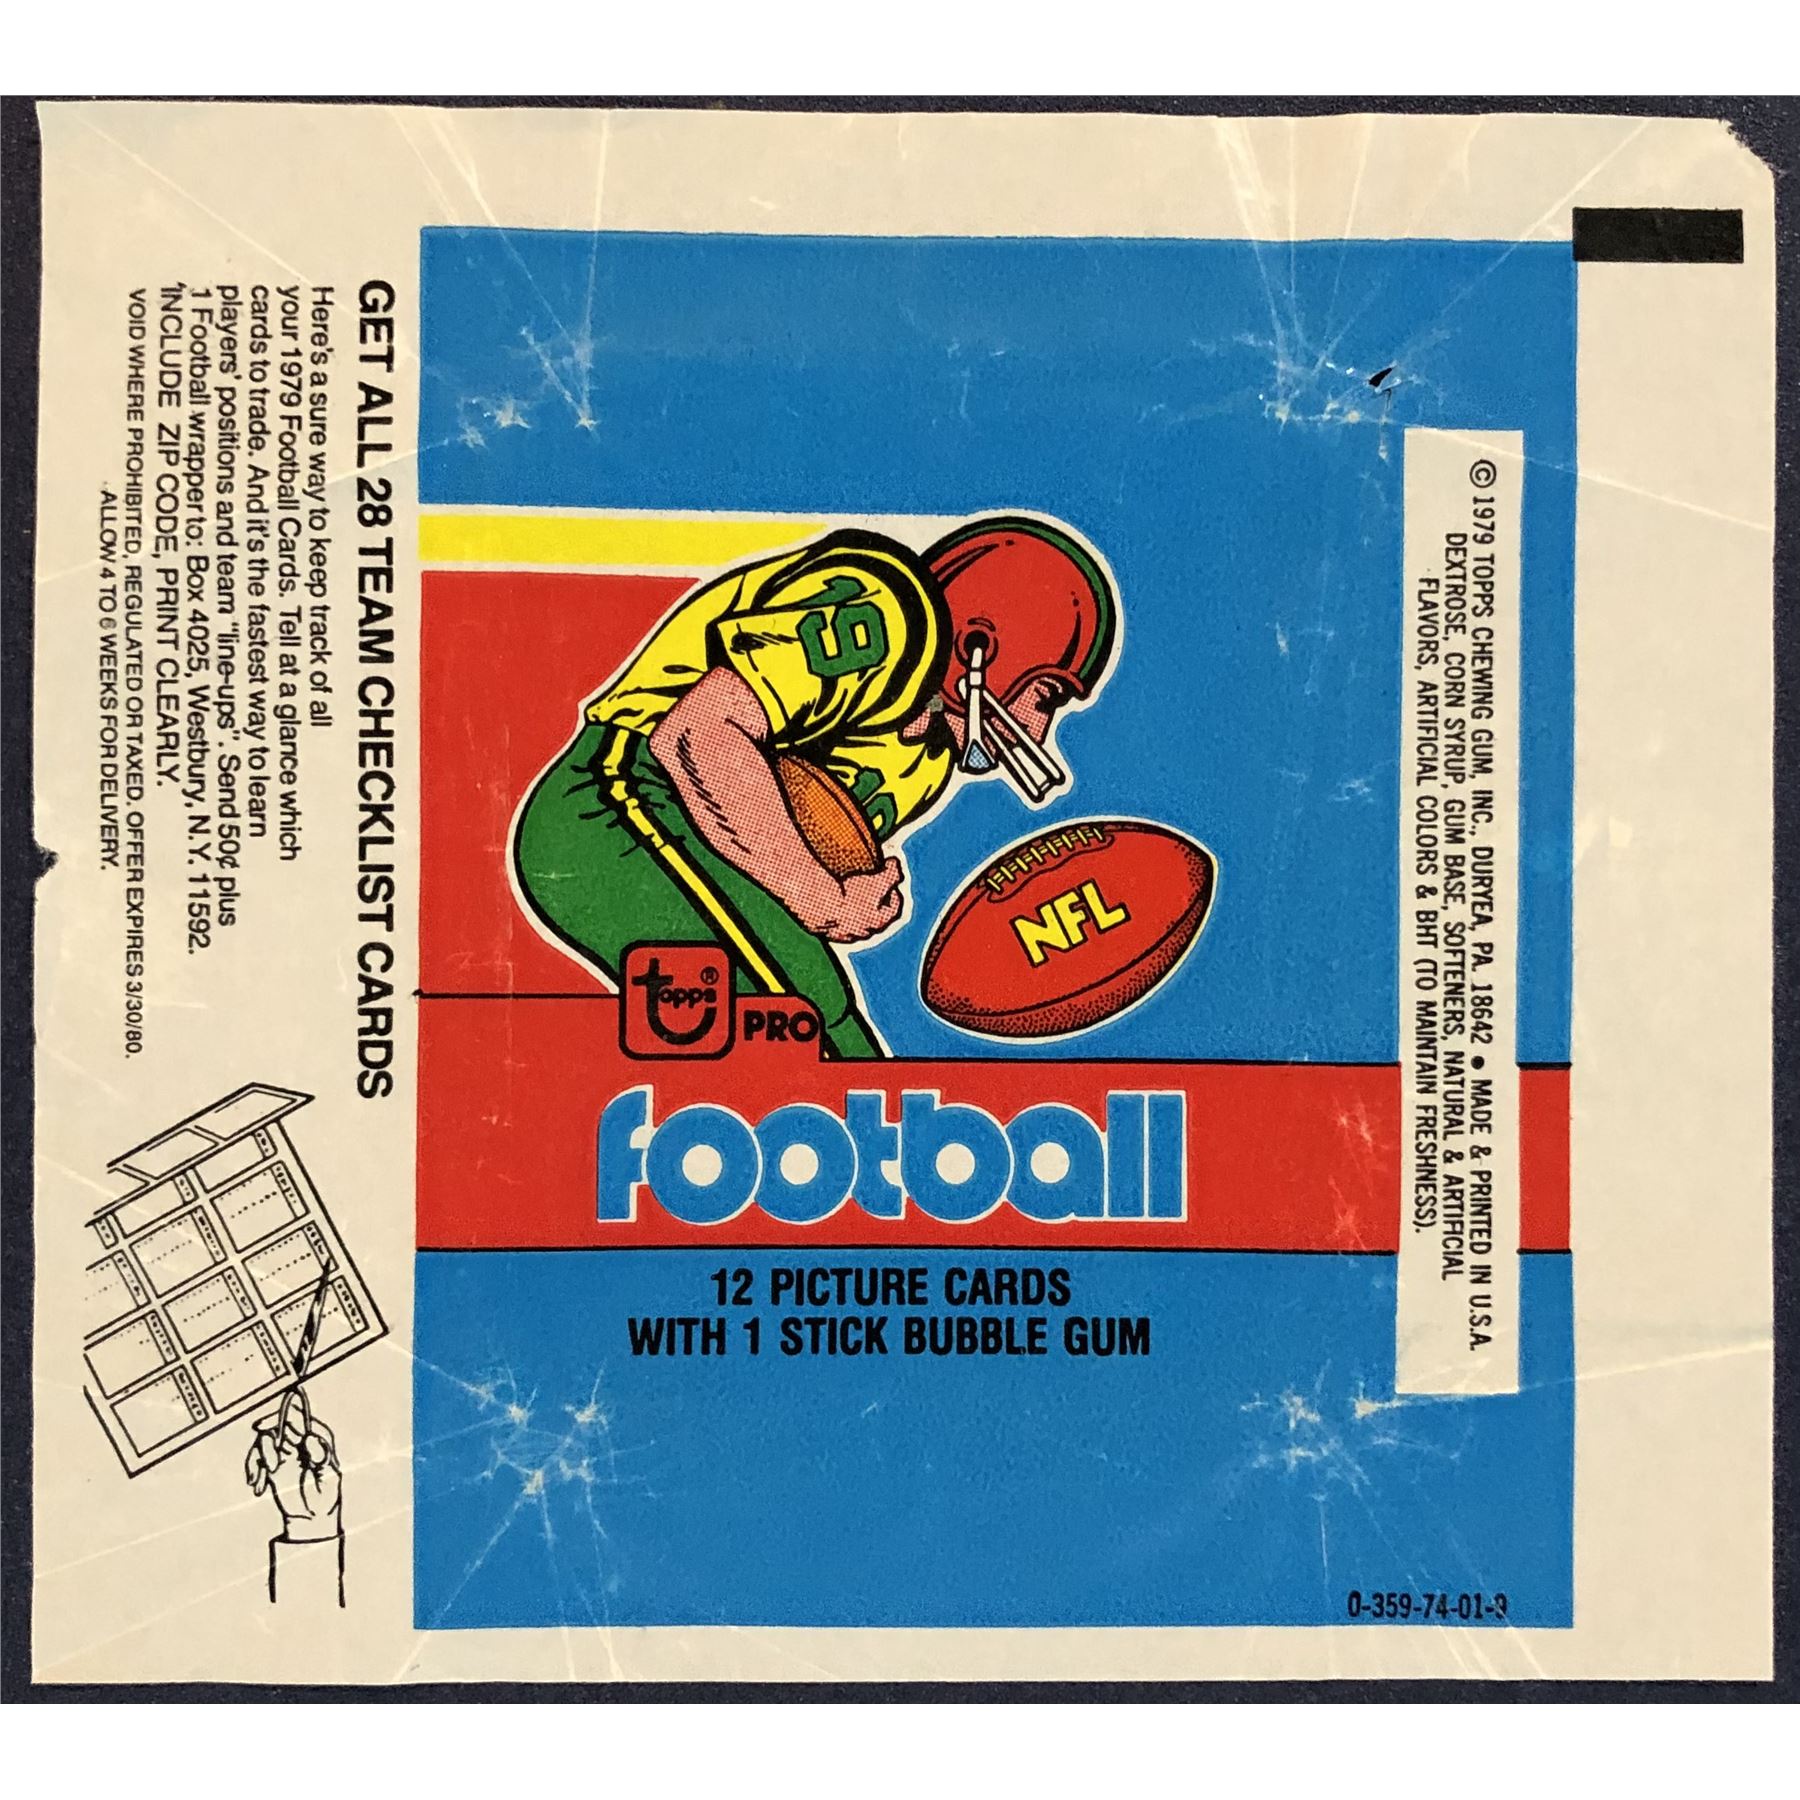 GET ALL 28 TEAM CHECKLIST CARDS
Here's a sure way to keep track of all
your 1979 Football Cards. Tell at a glance which
cards to trade. And it's the fastest way to learn
players' positions and team "line-ups". Send 50¢ plus
1 Football wrapper to: Box 4025, Westbury, N.Y. 11592.
INCLUDE ZIP CODE, PRINT CLEARLY.
VOID WHERE PROHIBITED, REGULATED OR TAXED. OFFER EXPIRES 3/30/80.
ALLOW 4 TO 6 WEEKS FOR DELIVERY.
19
NFL
topps®
PRO
football
12 PICTURE CARDS
WITH 1 STICK BUBBLE GUM
© 1979 TOPPS CHEWING GUM, INC., DURYEA, PA. 18642 • MADE & PRINTED IN U.S.A.
DEXTROSE, CORN SYRUP, GUM BASE, SOFTENERS, NATURAL & ARTIFICIAL
FLAVORS, ARTIFICIAL COLORS & BHT (TO MAINTAIN FRESHNESS).
0-359-74-01-9